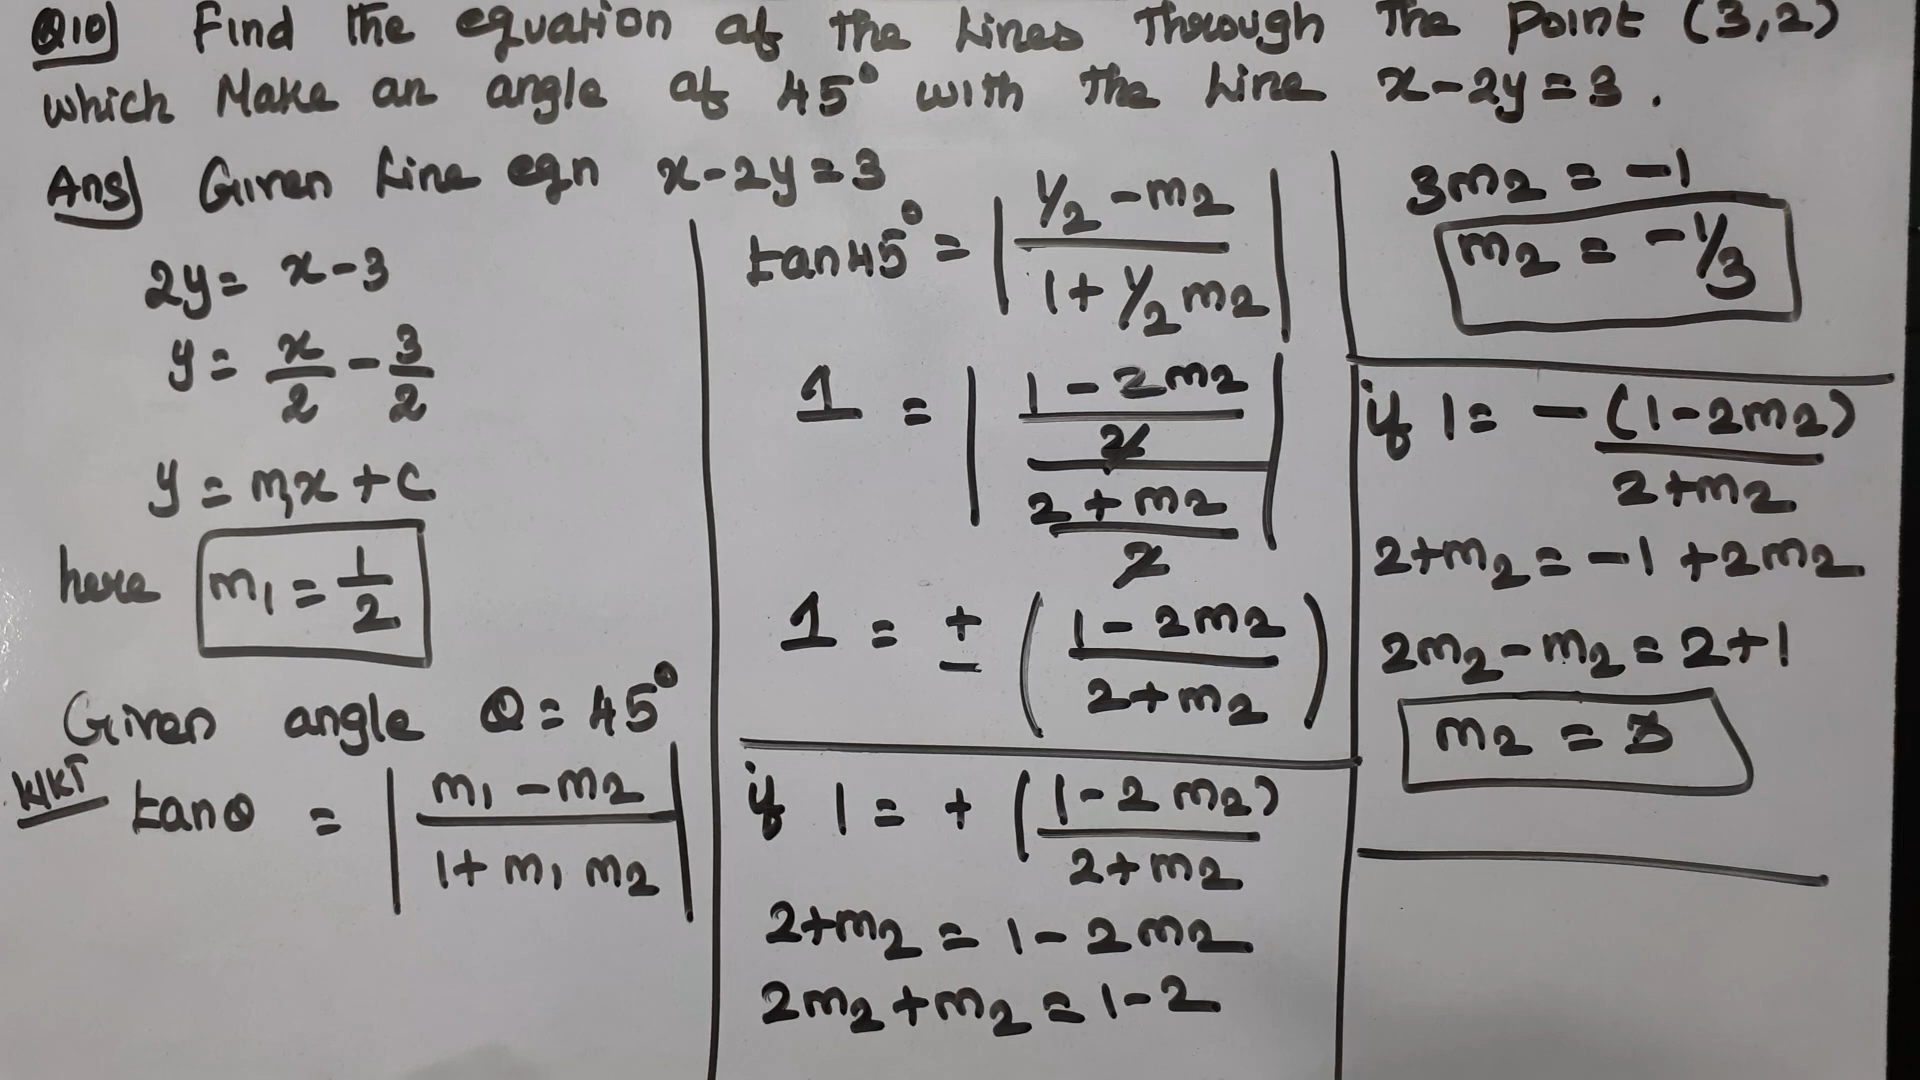 Q10) Find the equation of the Lines Through The Point (3,2)
which Make an angle of 45° with the Line x-2y=3.
Ans) Given Line eqn x-2y=3
2y= x-3
y= x/2 - 3/2
y = mx+c
here m1 = 1/2
Given angle θ= 45°
WKT tanθ = |(m1-m2)/(1+m1m2)|
tan45° = |(1/2-m2)/(1+1/2m2)|
1 = |((1-2m2)/2)/((2+m2)/2)|
1 = ± ((1-2m2)/(2+m2))
if 1= + (1-2m2)/(2+m2)
2+m2 = 1-2m2
2m2+m2 = 1-2
3m2 = -1
m2 = -1/3
if 1= -(1-2m2)/(2+m2)
2+m2 = -1+2m2
2m2-m2 = 2+1
m2 = 3